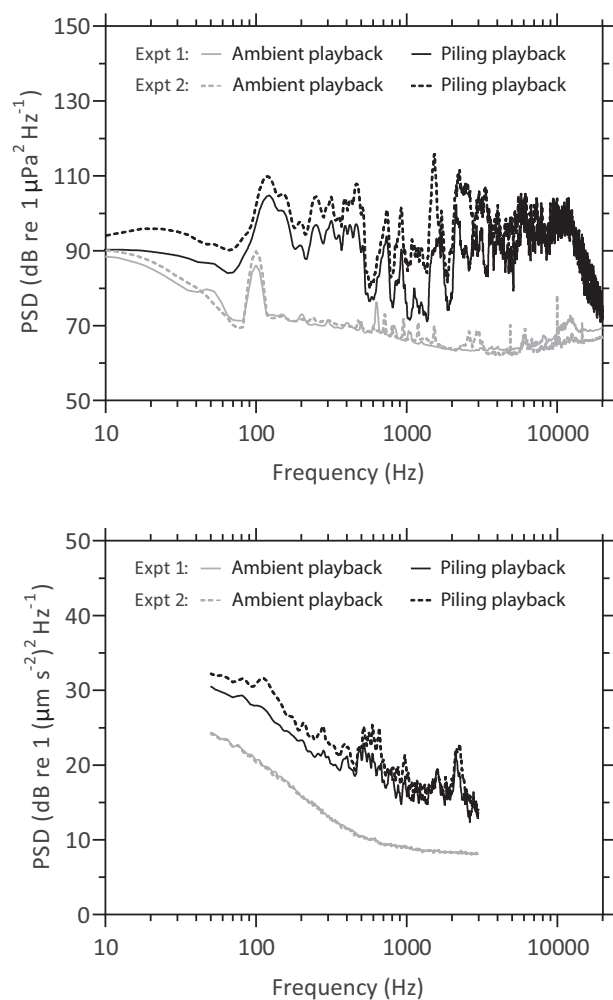 150
130
110
90
70
50
PSD (dB re 1 µPa² Hz⁻¹)
Expt 1: Ambient playback Piling playback
Expt 2: Ambient playback Piling playback
10 100 1000 10000
Frequency (Hz)
50
40
30
20
10
0
PSD (dB re 1 (µm s⁻²)² Hz⁻¹)
Expt 1: Ambient playback Piling playback
Expt 2: Ambient playback Piling playback
10 100 1000 10000
Frequency (Hz)